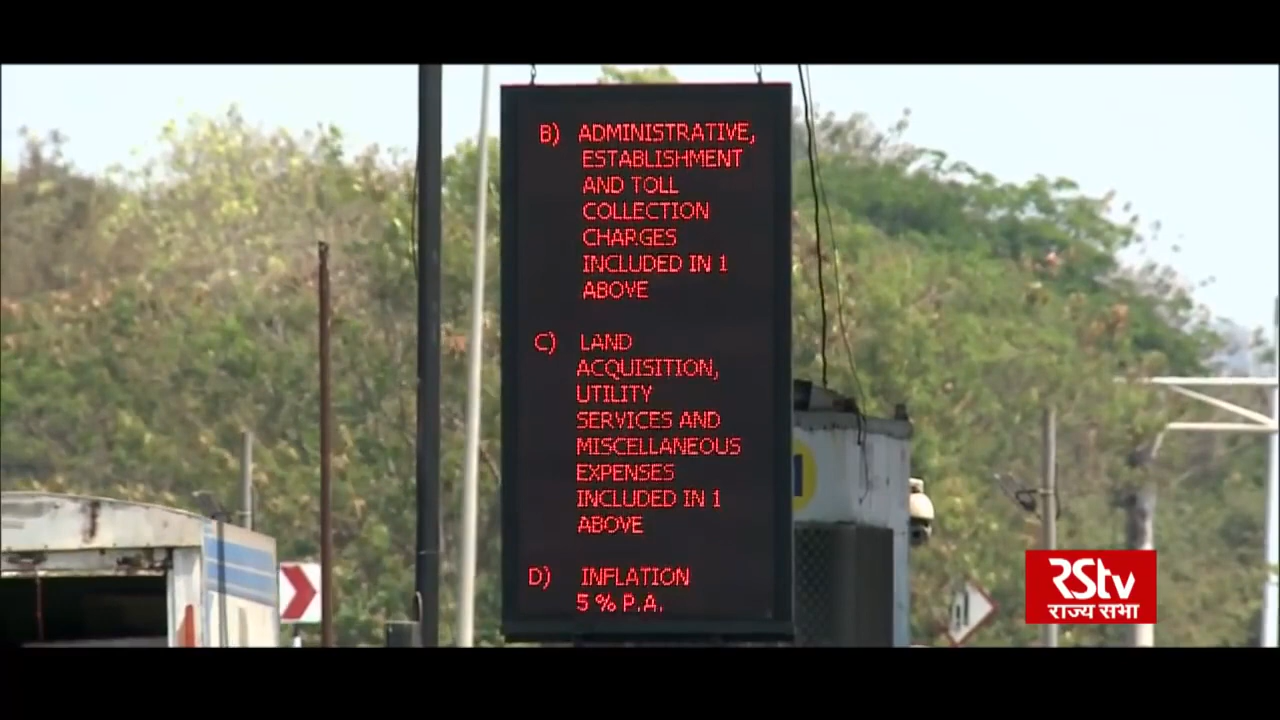 B) ADMINISTRATIVE,
ESTABLISHMENT
AND TOLL
COLLECTION
CHARGES
INCLUDED IN 1
ABOVE
C) LAND
ACQUISITION,
UTILITY
SERVICES AND
MISCELLANEOUS
EXPENSES
INCLUDED IN 1
ABOVE
D) INFLATION
5 % P.A.
RStv
राज्य सभा